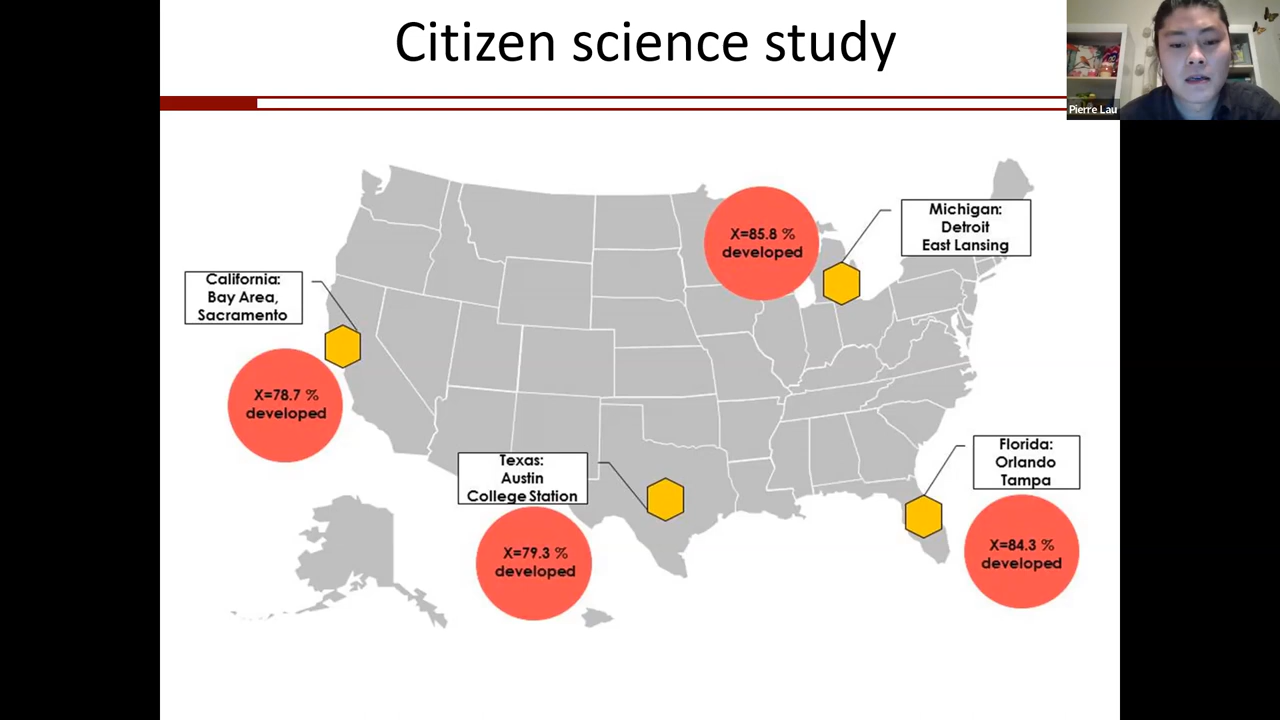 Citizen science study
Pierre Lau
Michigan:
Detroit
East Lansing
X=85.8 %
developed
California:
Bay Area,
Sacramento
X=78.7 %
developed
Texas:
Austin
College Station
X=79.3 %
developed
Florida:
Orlando
Tampa
X=84.3 %
developed